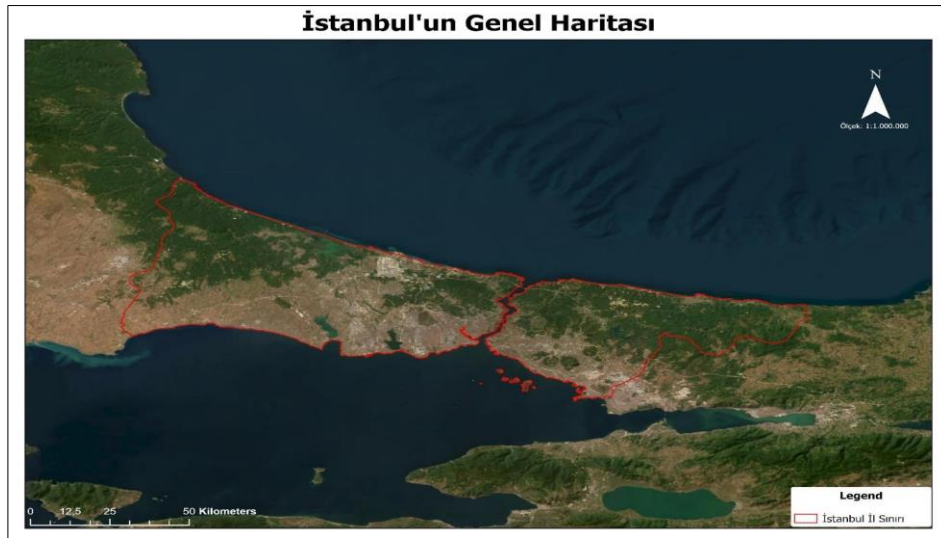 İstanbul'un Genel Haritası
N
Ölçek: 1:1.000.000
0 12,5 25 50 Kilometers
Legend
İstanbul İl Sınırı